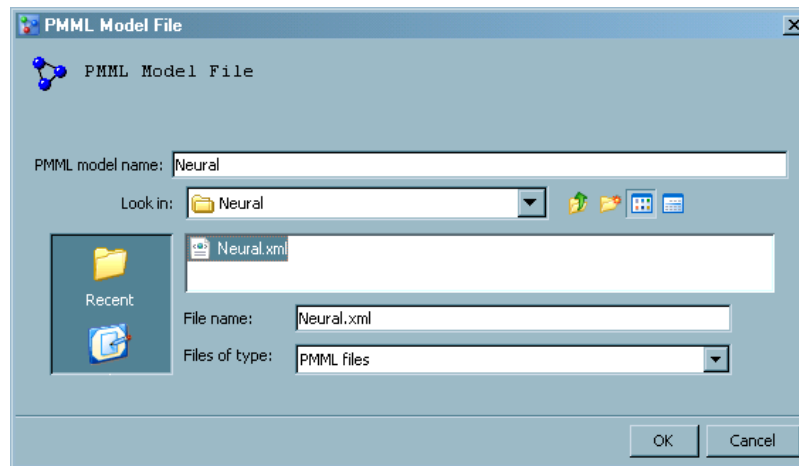 PMML Model File
PMML Model File
PMML model name: Neural
Look in: Neural
Neural.xml
Recent
File name: Neural.xml
Files of type: PMML files
OK Cancel